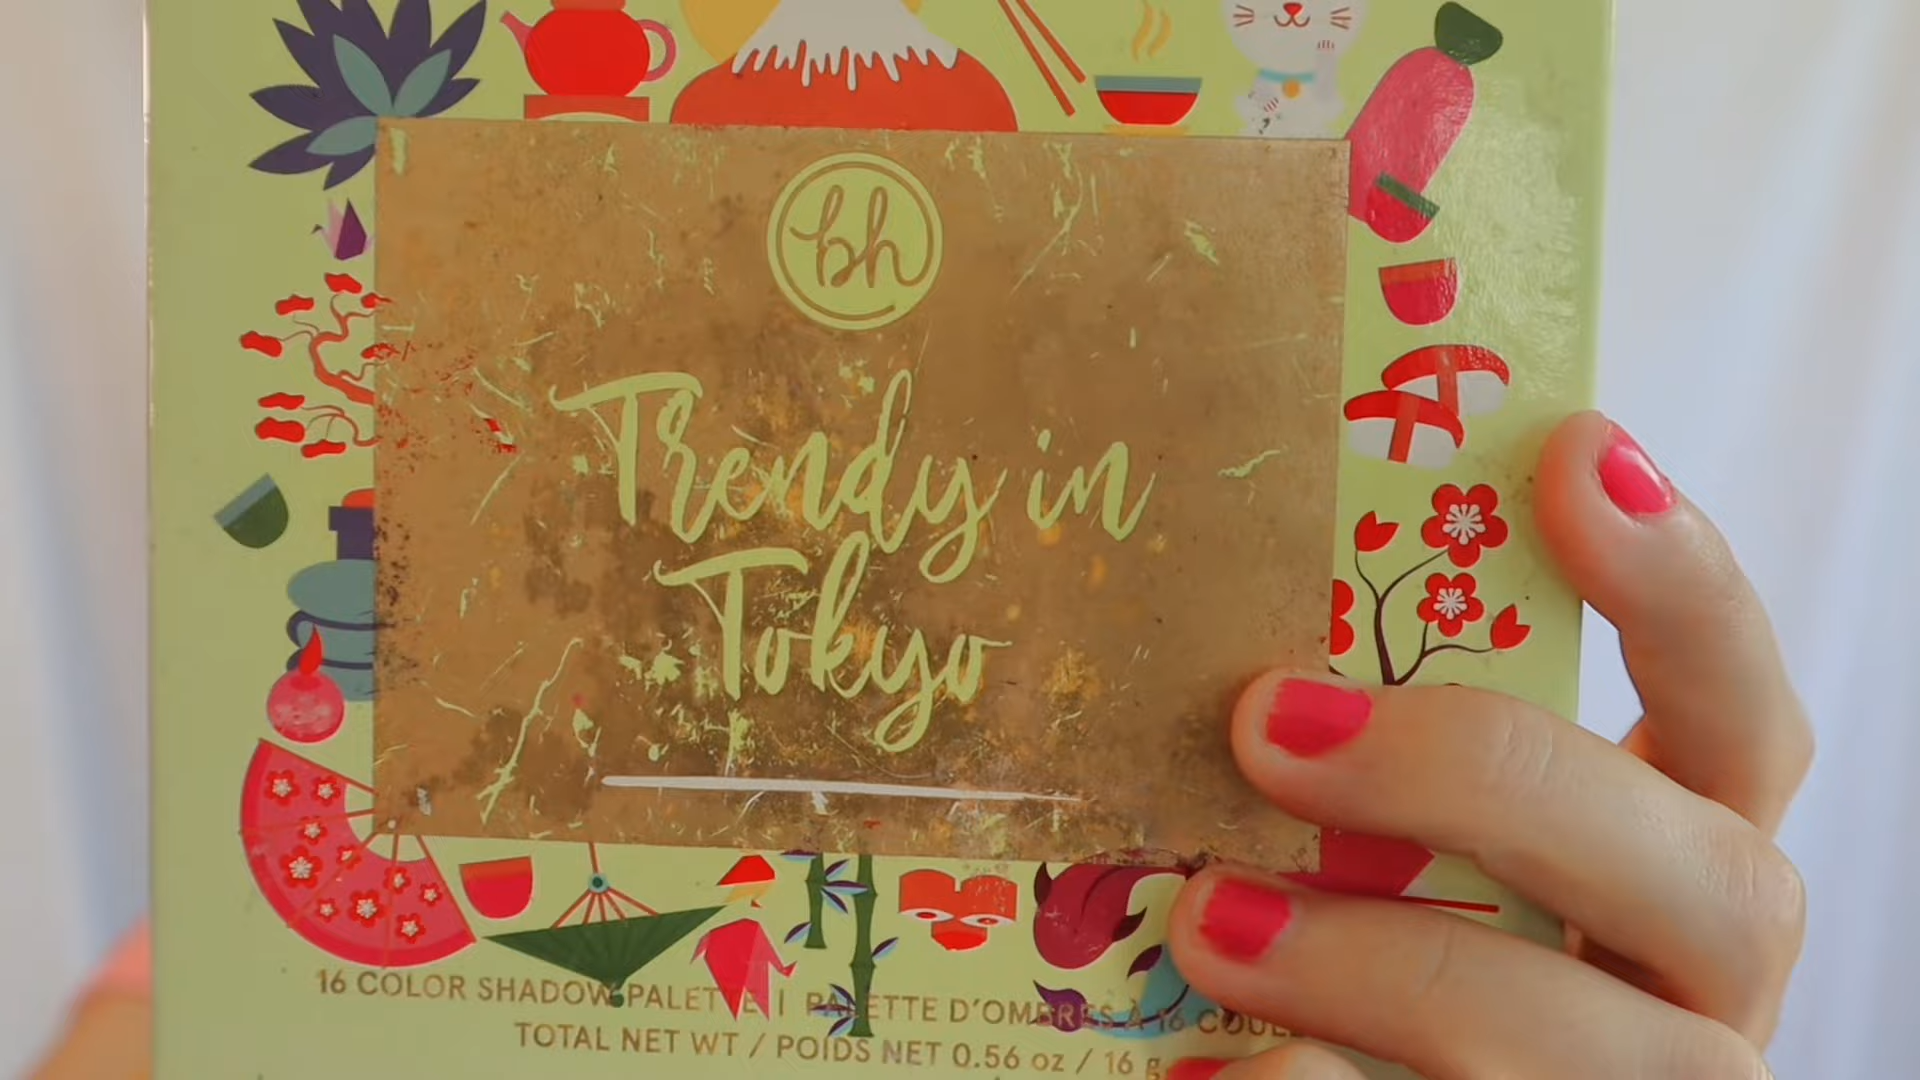 bh
Trendy in
Tokyo
16 COLOR SHADOW PALETTE | PALETTE D'OMBRES À 16
TOTAL NET WT / POIDS NET 0.56 oz / 16 g